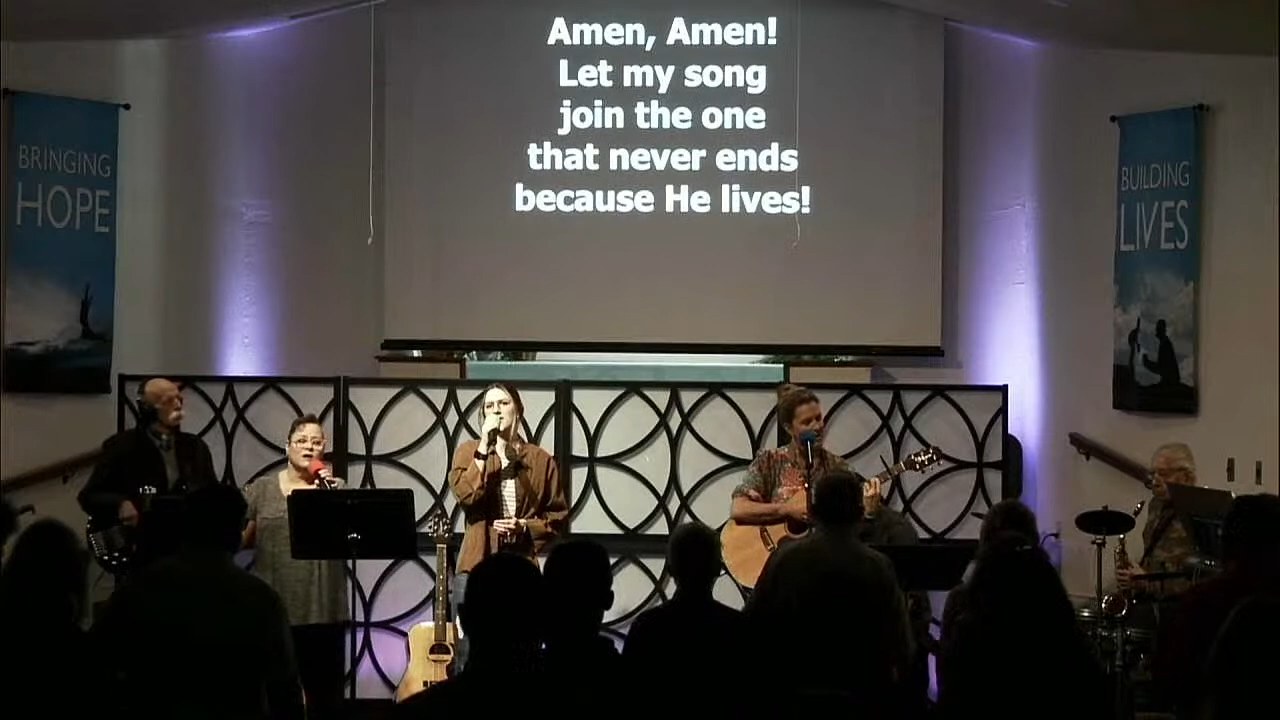 Amen, Amen!
Let my song
join the one
that never ends
because He lives!
BRINGING
HOPE
BUILDING
LIVES